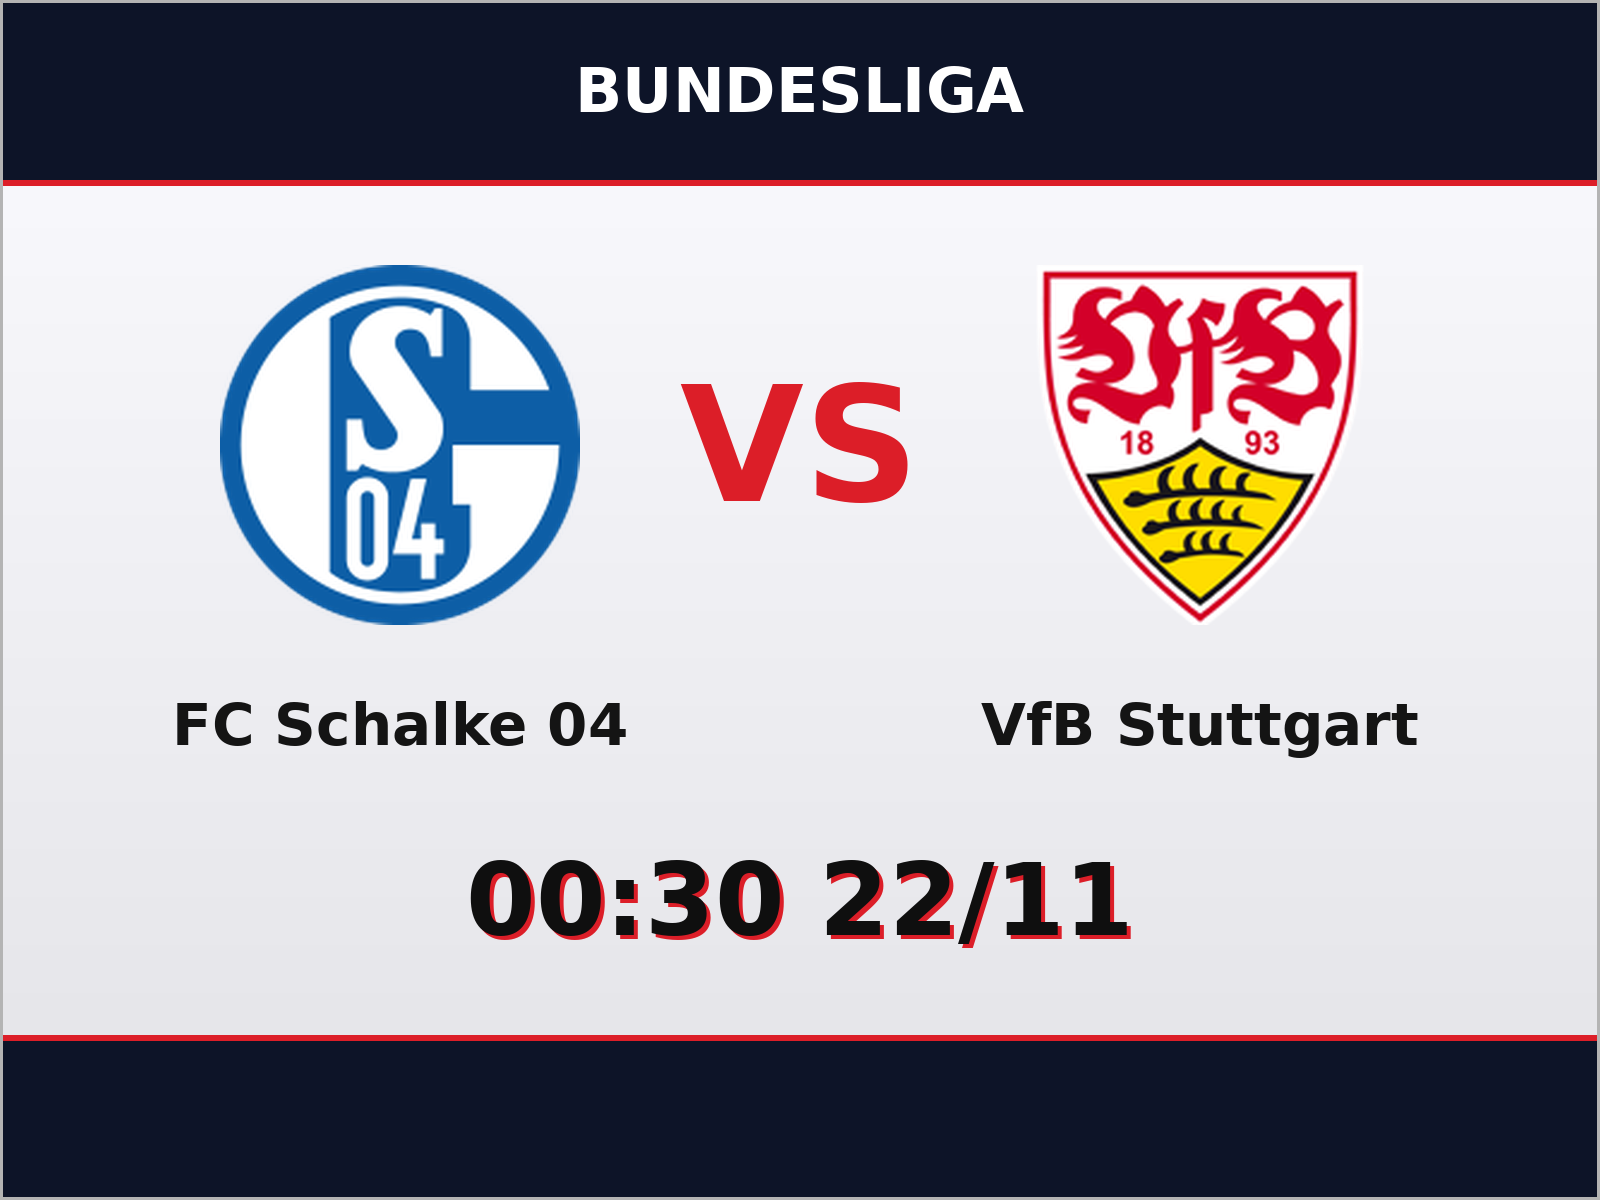 BUNDESLIGA
S
04
VS
VfB
18 93
FC Schalke 04
VfB Stuttgart
00:30 22/11